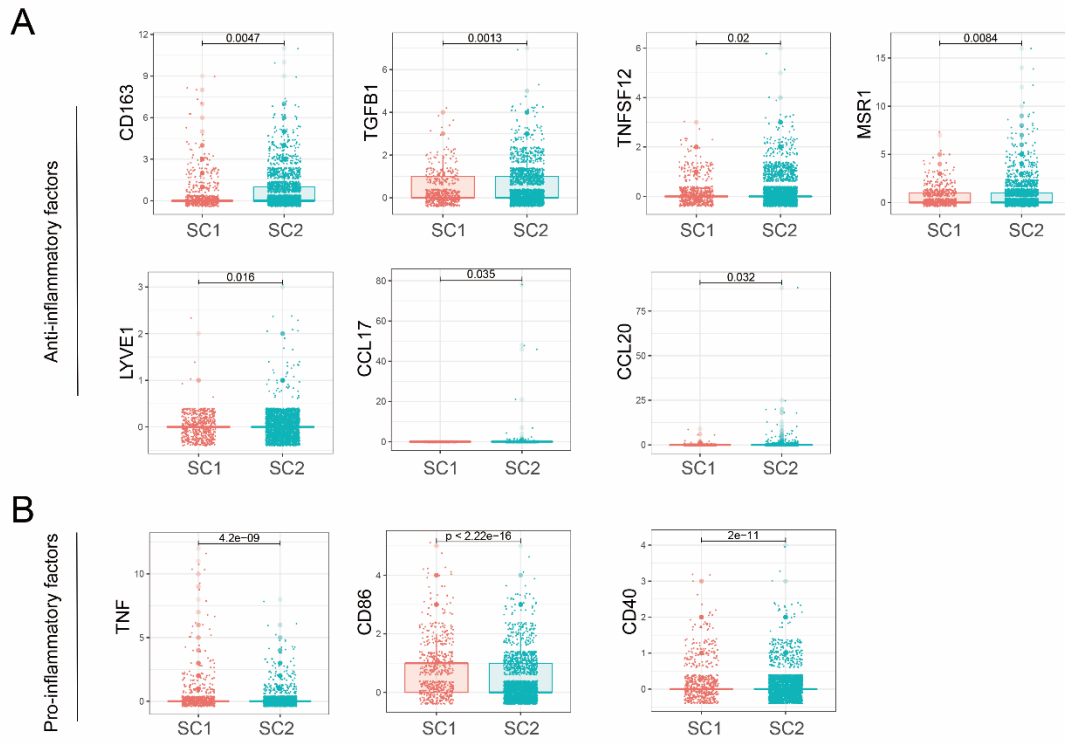 A
Anti-inflammatory factors
CD163
12
9
6
3
0
0.0047
SC1 SC2
TGFB1
6
4
2
0
0.0013
SC1 SC2
TNFSF12
6
4
2
0
0.02
SC1 SC2
MSR1
15
10
5
0
0.0084
SC1 SC2
LYVE1
3
2
1
0
0.016
SC1 SC2
CCL17
80
60
40
20
0
0.035
SC1 SC2
CCL20
75
50
25
0
0.032
SC1 SC2
B
Pro-inflammatory factors
TNF
10
5
0
4.2e−09
SC1 SC2
CD86
4
2
0
p < 2.22e−16
SC1 SC2
CD40
4
3
2
1
0
2e−11
SC1 SC2